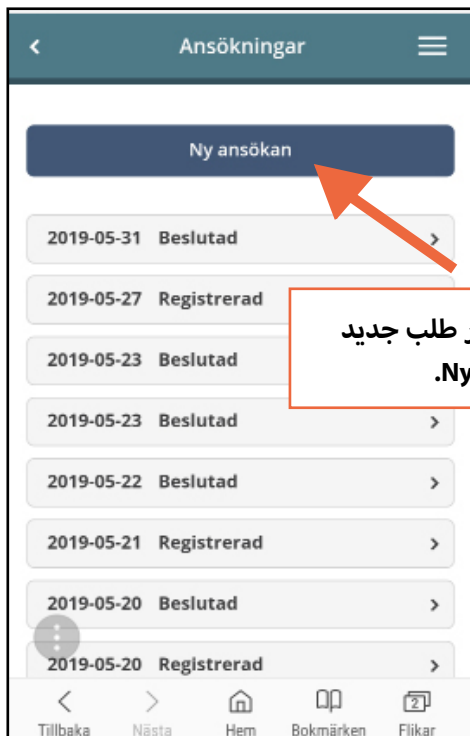 Ansökningar
Ny ansökan
2019-05-31 Beslutad
2019-05-27 Registrerad
طلب جديد
2019-05-23 Beslutad
.Ny
2019-05-23 Beslutad
2019-05-22 Beslutad
2019-05-21 Registrerad
2019-05-20 Beslutad
2019-05-20 Registrerad
2
Tillbaka Nästa Hem Bokmärken Flikar